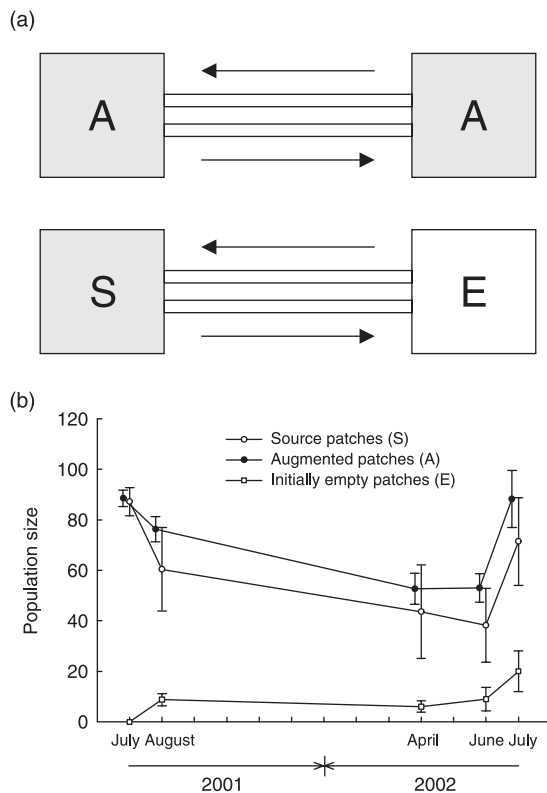 (a)
A A
S E
(b)
120
100
80
60
40
20
0
Population size
Source patches (S)
Augmented patches (A)
Initially empty patches (E)
July August April June July
2001 2002